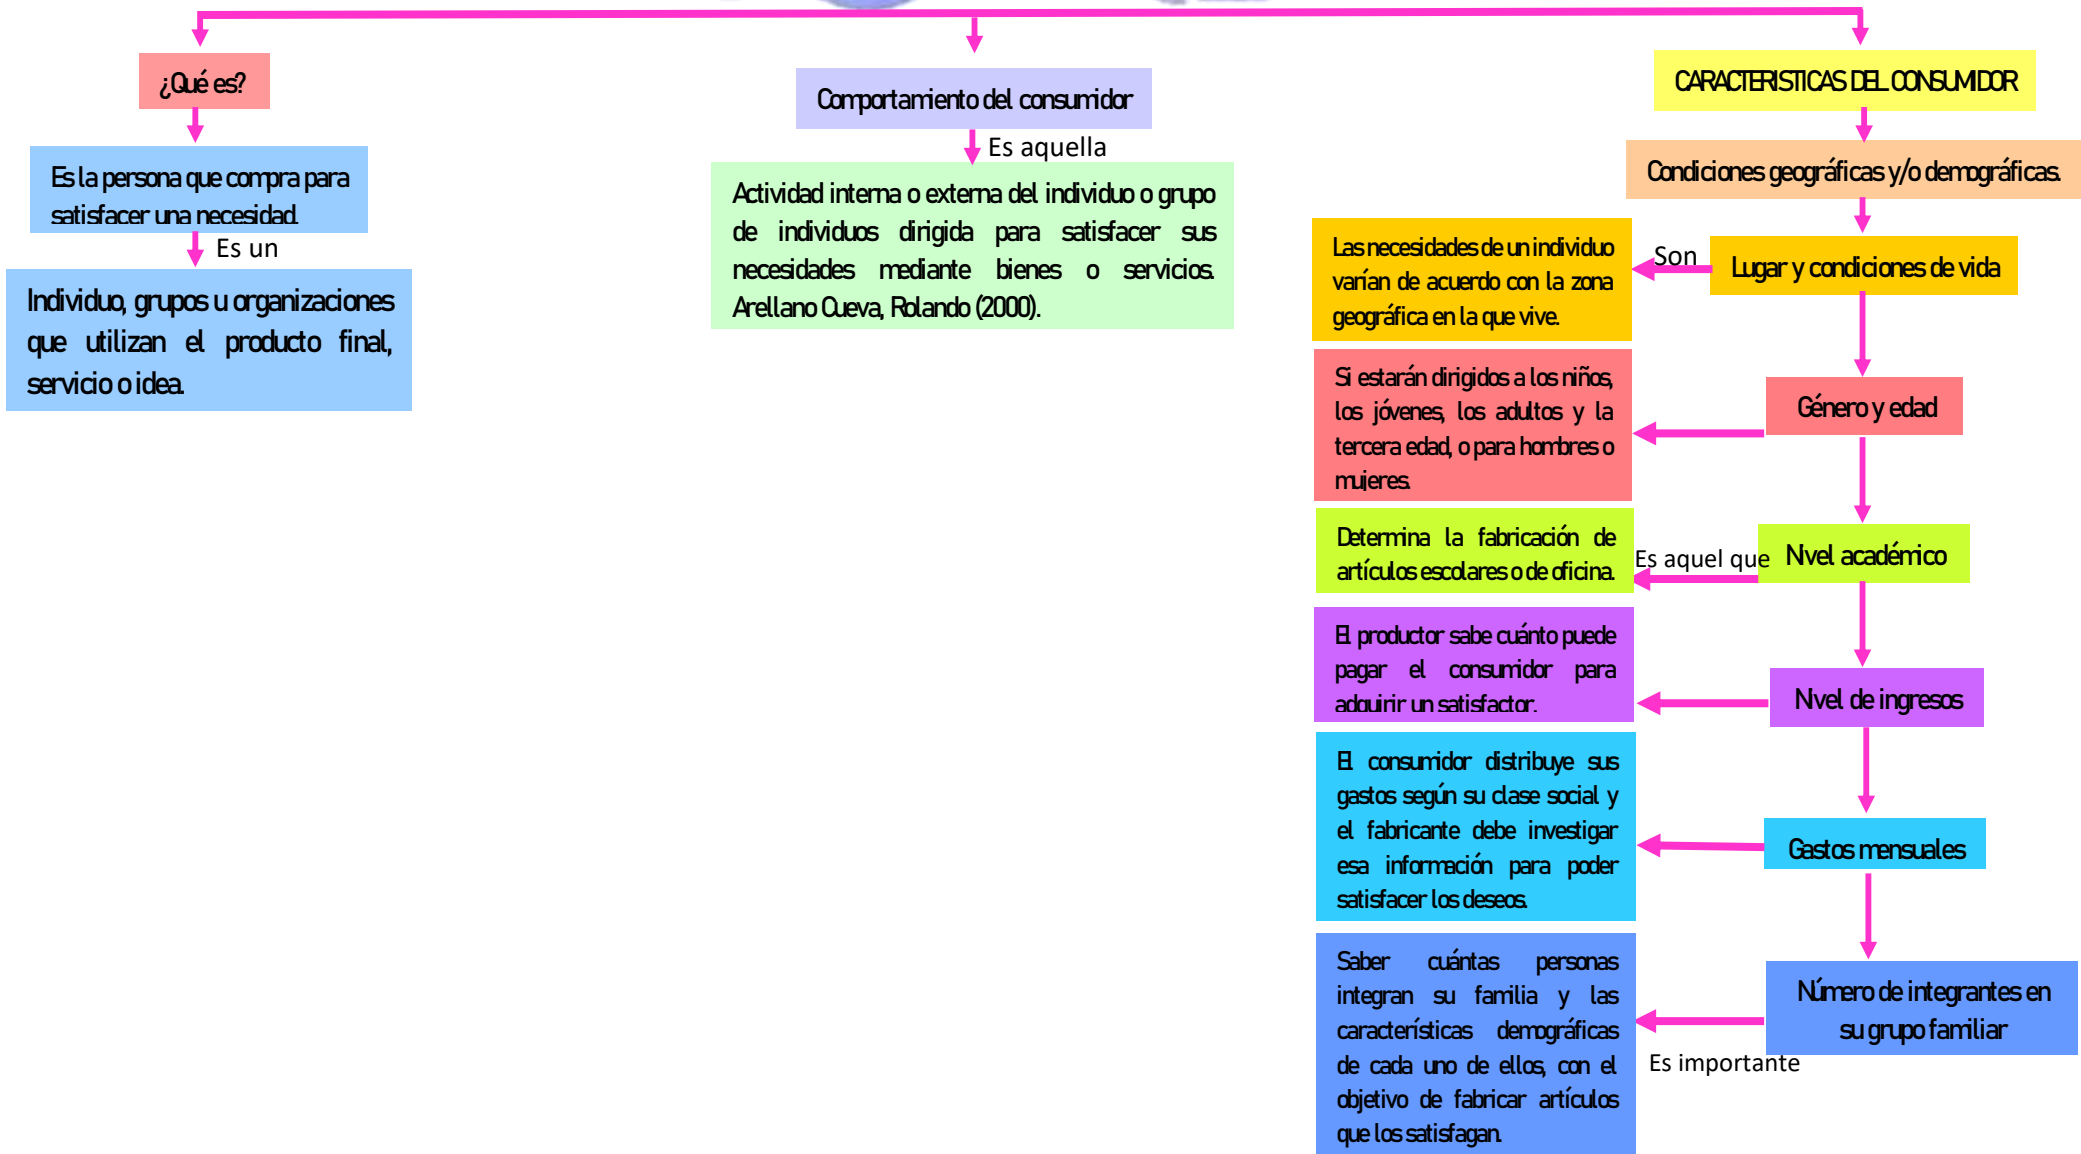 ¿Qué es?
Es la persona que compra para
satisfacer una necesidad.
Es un
Individuo, grupos u organizaciones
que utilizan el producto final,
servicio o idea.
Comportamiento del consumidor
Es aquella
Actividad interna o externa del individuo o grupo
de individuos dirigida para satisfacer sus
necesidades mediante bienes o servicios.
Arellano Cueva, Rolando (2000).
CARACTERISTICAS DEL CONSUMIDOR
Condiciones geográficas y/o demográficas.
Lugar y condiciones de vida
Son
Las necesidades de un individuo
varían de acuerdo con la zona
geográfica en la que vive.
Género y edad
Si estarán dirigidos a los niños,
los jóvenes, los adultos y la
tercera edad, o para hombres o
mujeres.
Nivel académico
Es aquel que
Determina la fabricación de
artículos escolares o de oficina.
Nivel de ingresos
El productor sabe cuánto puede
pagar el consumidor para
adquirir un satisfactor.
Gastos mensuales
El consumidor distribuye sus
gastos según su clase social y
el fabricante debe investigar
esa información para poder
satisfacer los deseos.
Número de integrantes en
su grupo familiar
Es importante
Saber cuántas personas
integran su familia y las
características demográficas
de cada uno de ellos, con el
objetivo de fabricar artículos
que los satisfagan.